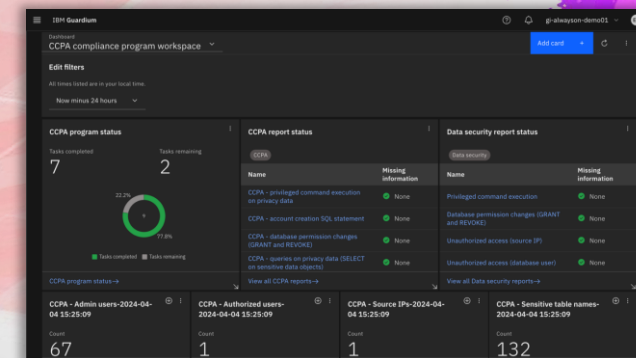 IBM Guardium
gi-alwayson-demo01
Dashboard
CCPA compliance program workspace
Add card +
Edit filters
All times listed are in your local time.
Now minus 24 hours
CCPA program status
Tasks completed
7
Tasks remaining
2
22.2%
9
77.8%
Tasks completed
Tasks remaining
CCPA program status→
CCPA report status
CCPA
Name
Missing
information
CCPA - privileged command execution
on privacy data
None
CCPA - account creation SQL statement
None
CCPA - database permission changes
(GRANT and REVOKE)
None
CCPA - queries on privacy data (SELECT
on sensitive data objects)
None
View all CCPA reports→
Data security report status
Data security
Name
Missing
information
Privileged command execution
None
Database permission changes (GRANT
and REVOKE)
None
Unauthorized access (source IP)
None
Unauthorized access (database user)
None
View all Data security reports→
CCPA - Admin users-2024-04-
04 15:25:09
Count
67
CCPA - Authorized users-
2024-04-04 15:25:09
Count
1
CCPA - Source IPs-2024-04-
04 15:25:09
Count
1
CCPA - Sensitive table names-
2024-04-04 15:25:09
Count
132